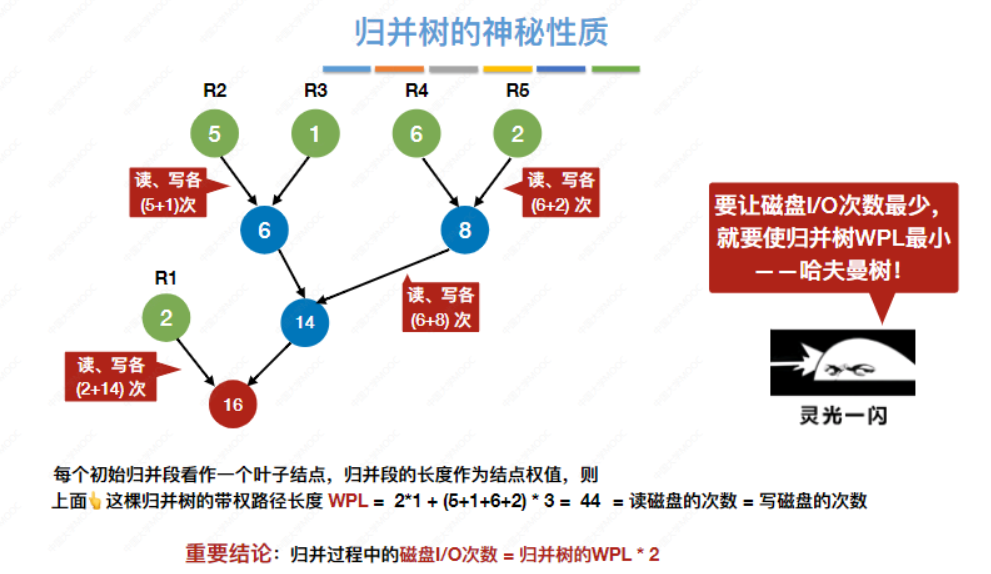 归并树的神秘性质
R2
R3
R4
R5
5
1
6
2
读、写各
(5+1)次
读、写各
(6+2) 次
6
8
要让磁盘I/O次数最少，
就要使归并树WPL最小
——哈夫曼树！
R1
2
14
读、写各
(6+8) 次
读、写各
(2+14) 次
16
灵光一闪
每个初始归并段看作一个叶子结点，归并段的长度作为结点权值，则
上面👆这棵归并树的带权路径长度 WPL = 2*1 + (5+1+6+2) * 3 = 44 = 读磁盘的次数 = 写磁盘的次数
重要结论：归并过程中的磁盘I/O次数 = 归并树的WPL * 2